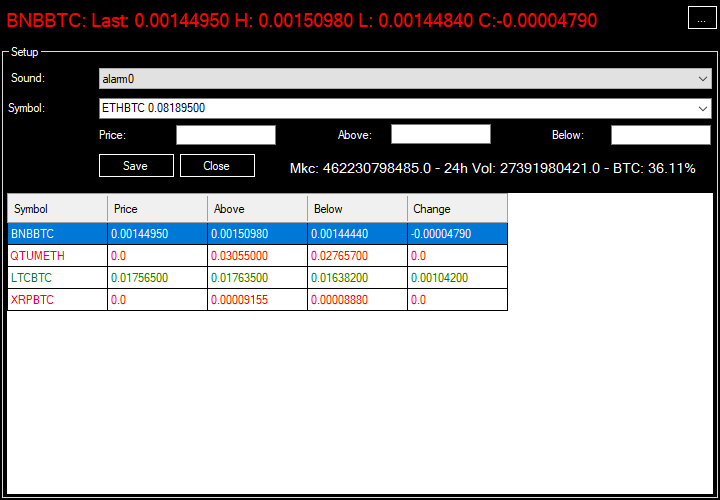 BNBBTC: Last: 0.00144950 H: 0.00150980 L: 0.00144840 C:-0.00004790 ...
Setup
Sound: alarm0
Symbol: ETHBTC 0.08189500
Price: Above: Below:
Save Close Mkc: 462230798485.0 - 24h Vol: 27391980421.0 - BTC: 36.11%
Symbol Price Above Below Change
BNBBTC 0.00144950 0.00150980 0.00144440 -0.00004790
QTUMETH 0.0 0.03055000 0.02765700 0.0
LTCBTC 0.01756500 0.01763500 0.01638200 0.00104200
XRPBTC 0.0 0.00009155 0.00008880 0.0